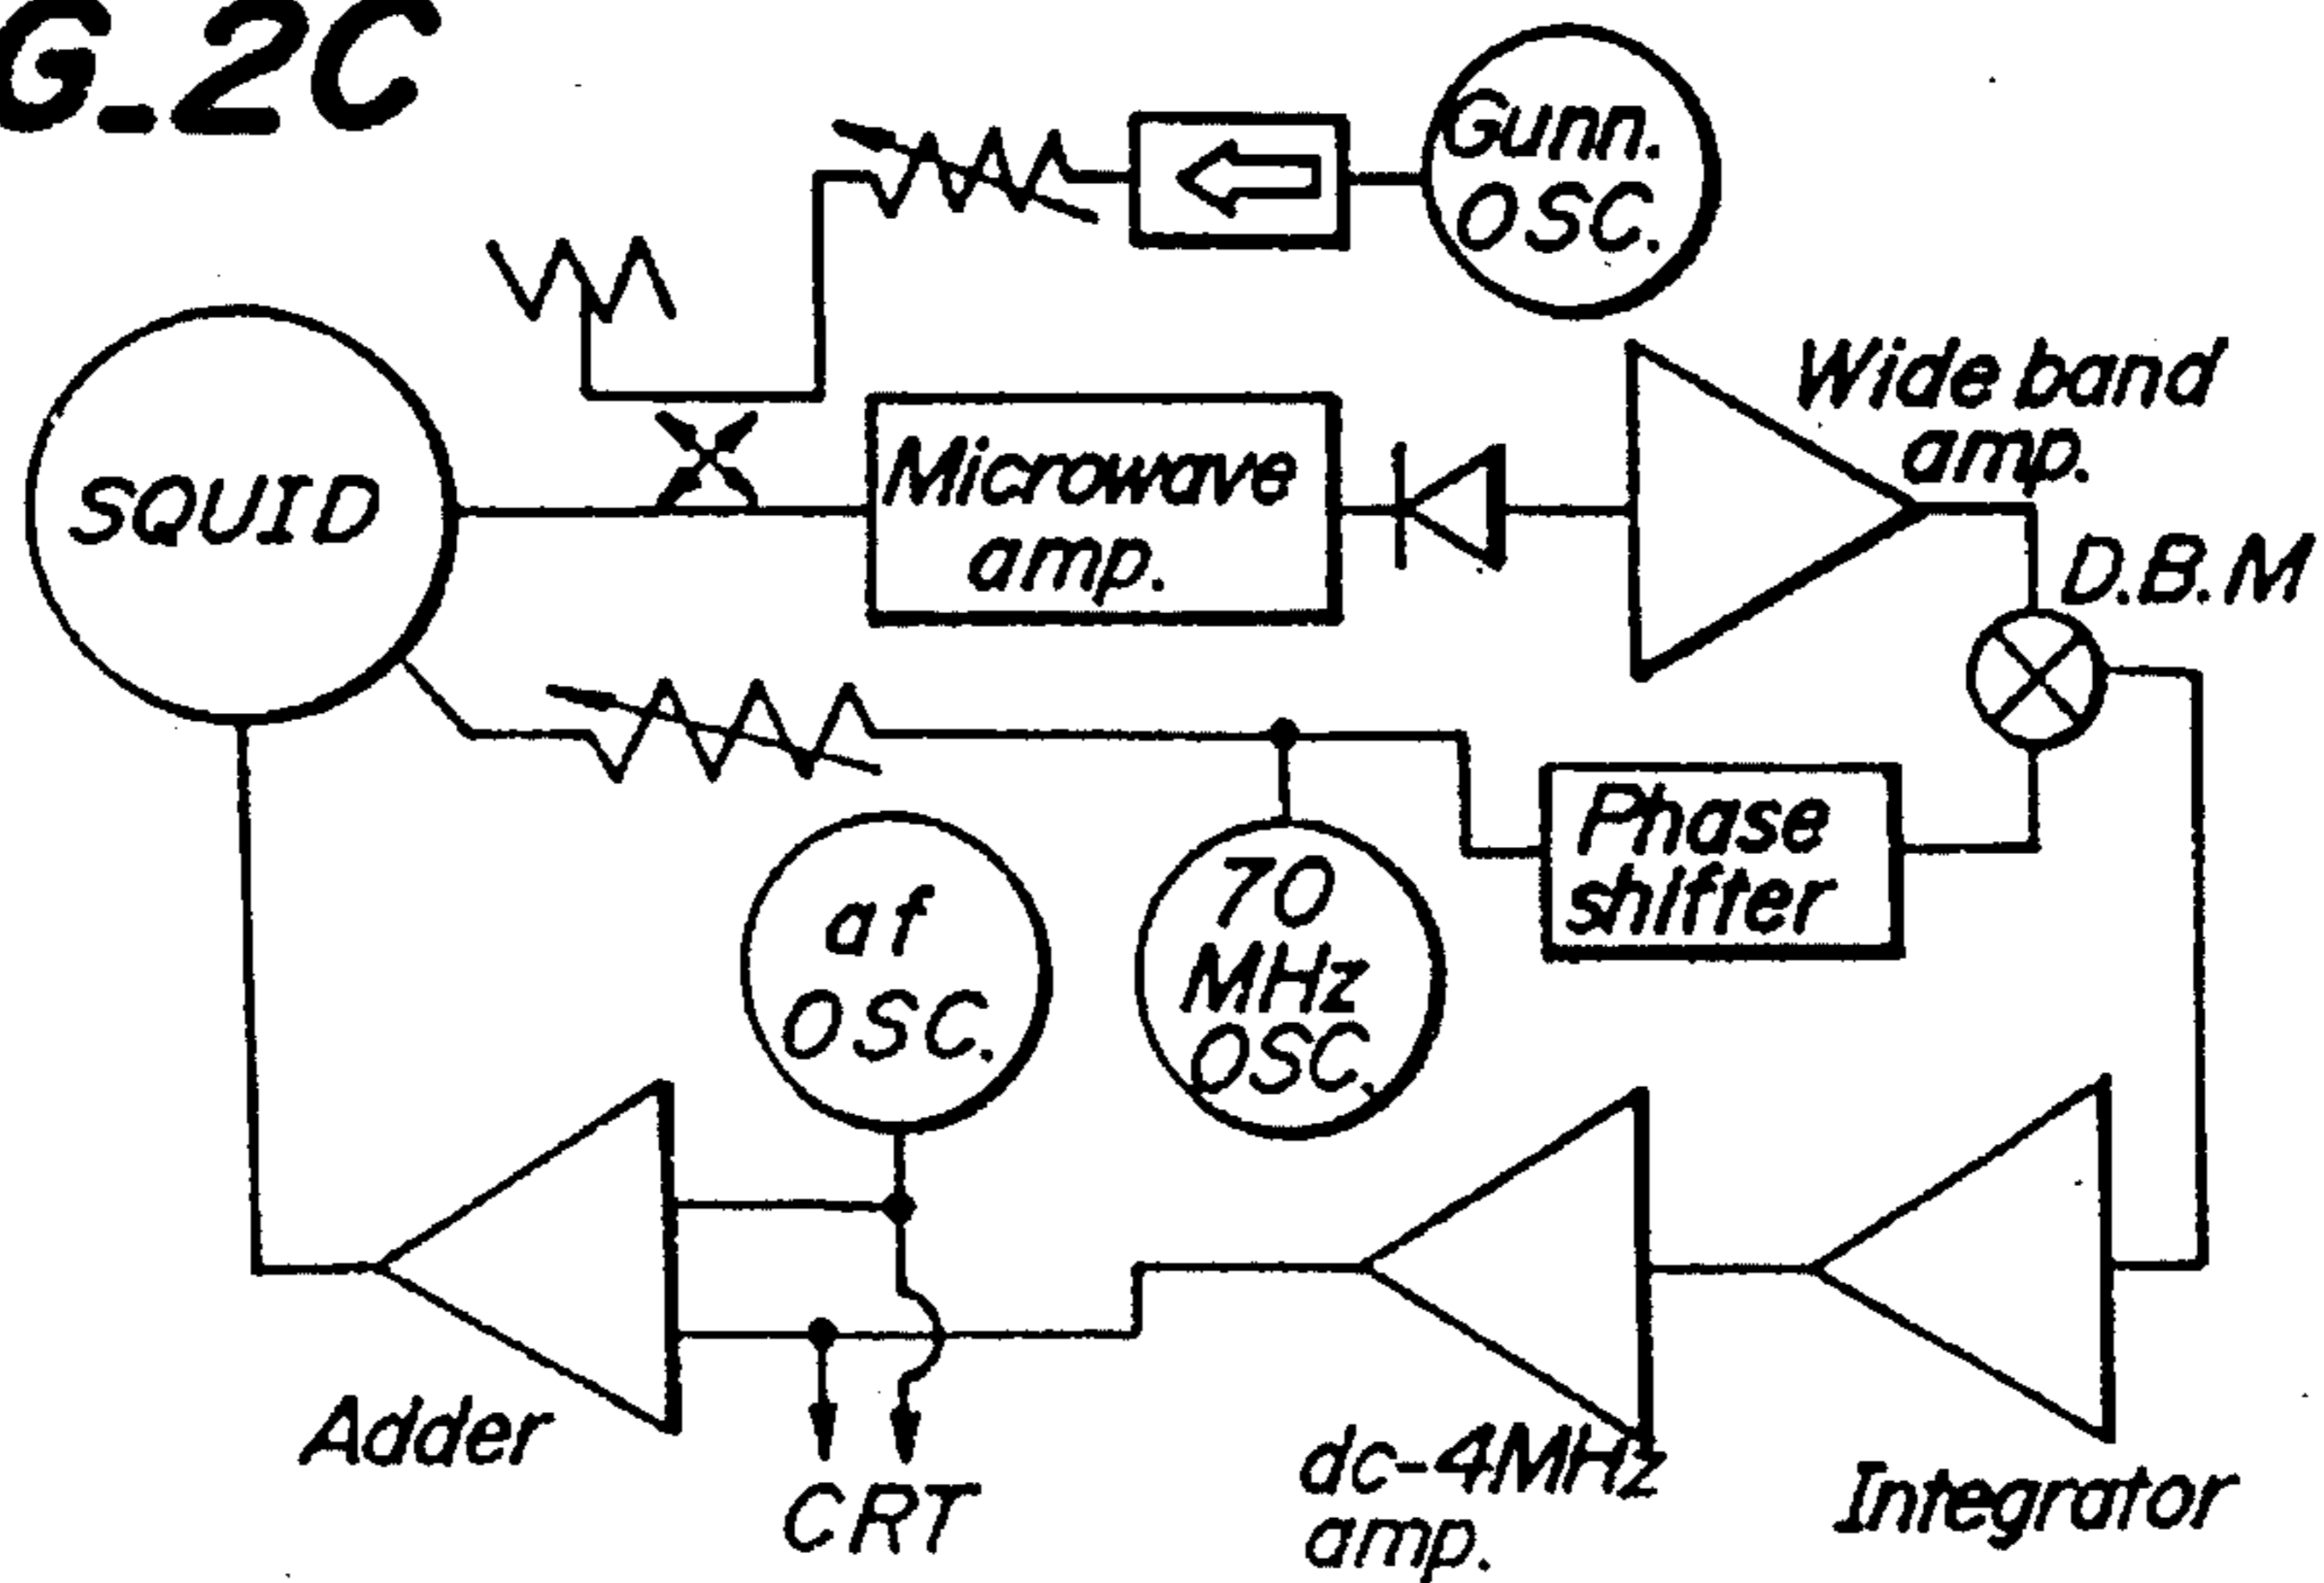 G_2C
Gunn.
OSC.
Wide band
amp.
SQUID
Microwave
amp.
D.B.M
Phase
shifter
af
OSC.
70
MHz
OSC.
Adder
CRT
dc-4MHz
amp.
Integrator